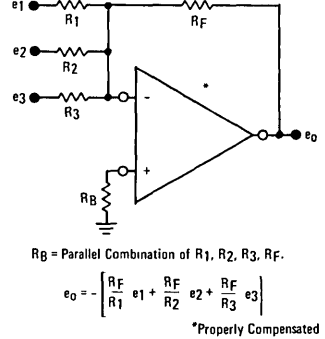 e1
R1
RF
e2
R2
*
e3
R3
-
+
eo
RB
RB = Parallel Combination of R1, R2, R3, RF.
eo = - [ RF/R1 e1 + RF/R2 e2 + RF/R3 e3 ]
*Properly Compensated